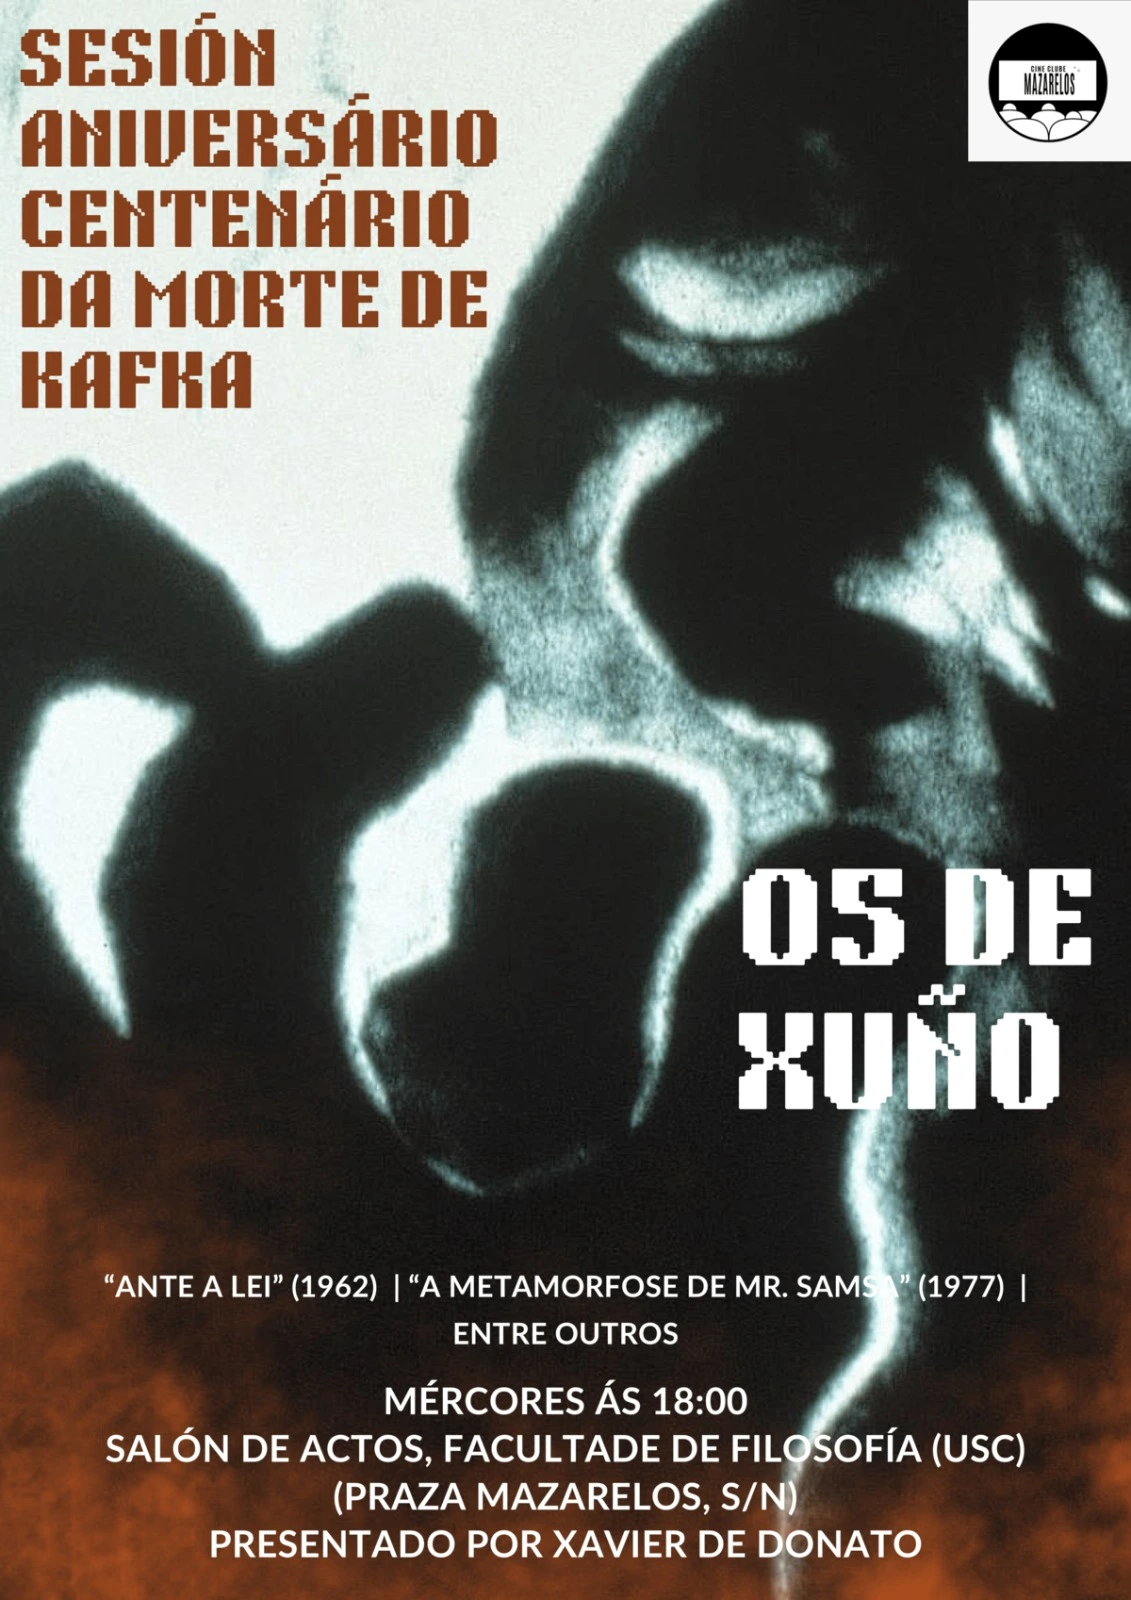 SESIÓN
ANIVERSÁRIO
CENTENÁRIO
DA MORTE DE
KAFKA
CINE CLUBE
MAZARELOS
OS DE
XUÑO
“ANTE A LEI” (1962) | “A METAMORFOSE DE MR. SAMSA” (1977) |
ENTRE OUTROS
MÉRCORES ÁS 18:00
SALÓN DE ACTOS, FACULTADE DE FILOSOFÍA (USC)
(PRAZA MAZARELOS, S/N)
PRESENTADO POR XAVIER DE DONATO